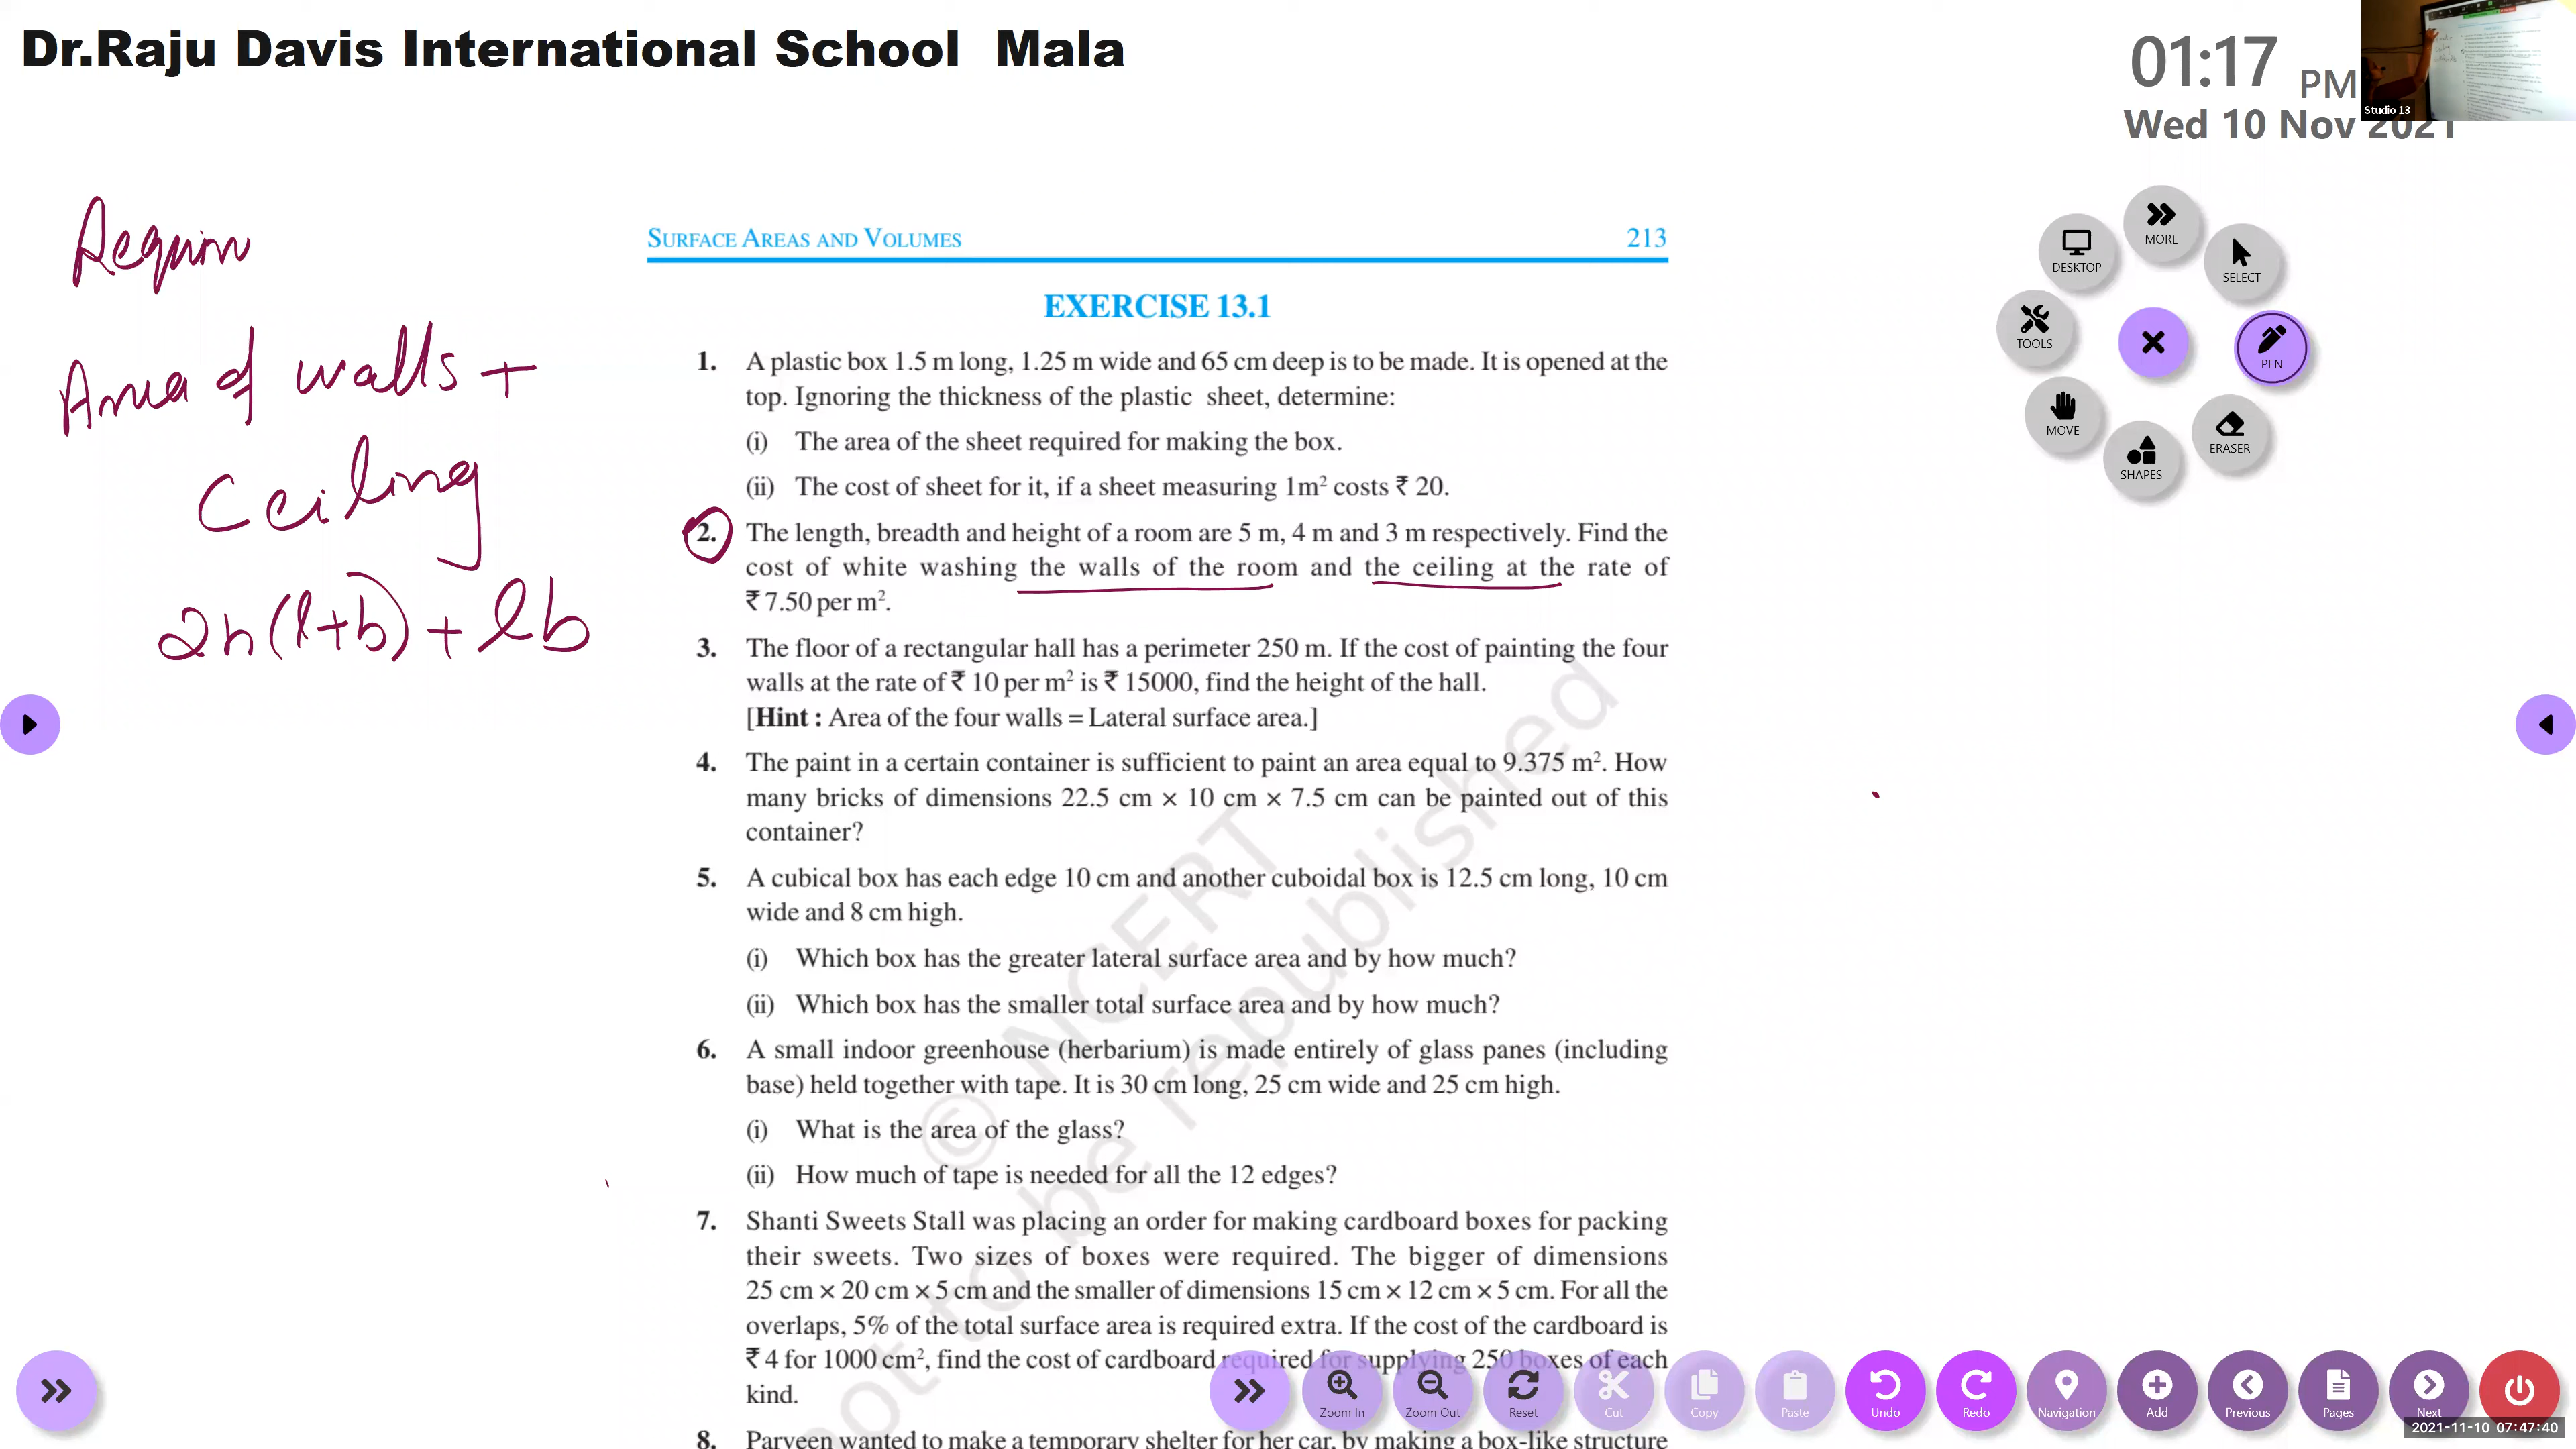 Dr.Raju Davis International School Mala
01:17 PM
Studio 13
Wed 10 Nov 2021
MORE
DESKTOP
SELECT
TOOLS
PEN
MOVE
ERASER
SHAPES
Area of walls +
Ceiling
2h(l+b) + lb
SURFACE AREAS AND VOLUMES 213
EXERCISE 13.1
1. A plastic box 1.5 m long, 1.25 m wide and 65 cm deep is to be made. It is opened at the
top. Ignoring the thickness of the plastic sheet, determine:
(i) The area of the sheet required for making the box.
(ii) The cost of sheet for it, if a sheet measuring 1m² costs ₹ 20.
2. The length, breadth and height of a room are 5 m, 4 m and 3 m respectively. Find the
cost of white washing the walls of the room and the ceiling at the rate of
₹ 7.50 per m².
3. The floor of a rectangular hall has a perimeter 250 m. If the cost of painting the four
walls at the rate of ₹ 10 per m² is ₹ 15000, find the height of the hall.
[Hint : Area of the four walls = Lateral surface area.]
4. The paint in a certain container is sufficient to paint an area equal to 9.375 m². How
many bricks of dimensions 22.5 cm × 10 cm × 7.5 cm can be painted out of this
container?
5. A cubical box has each edge 10 cm and another cuboidal box is 12.5 cm long, 10 cm
wide and 8 cm high.
(i) Which box has the greater lateral surface area and by how much?
(ii) Which box has the smaller total surface area and by how much?
6. A small indoor greenhouse (herbarium) is made entirely of glass panes (including
base) held together with tape. It is 30 cm long, 25 cm wide and 25 cm high.
(i) What is the area of the glass?
(ii) How much of tape is needed for all the 12 edges?
7. Shanti Sweets Stall was placing an order for making cardboard boxes for packing
their sweets. Two sizes of boxes were required. The bigger of dimensions
25 cm × 20 cm × 5 cm and the smaller of dimensions 15 cm × 12 cm × 5 cm. For all the
overlaps, 5% of the total surface area is required extra. If the cost of the cardboard is
₹ 4 for 1000 cm², find the cost of cardboard required for supplying 250 boxes of each
kind.
8. Parveen wanted to make a temporary shelter for her car, by making a box-like structure
© NCERT
not to be republished
Zoom In
Zoom Out
Reset
Cut
Copy
Paste
Undo
Redo
Navigation
Add
Previous
Pages
Next
2021-11-10 07:47:40